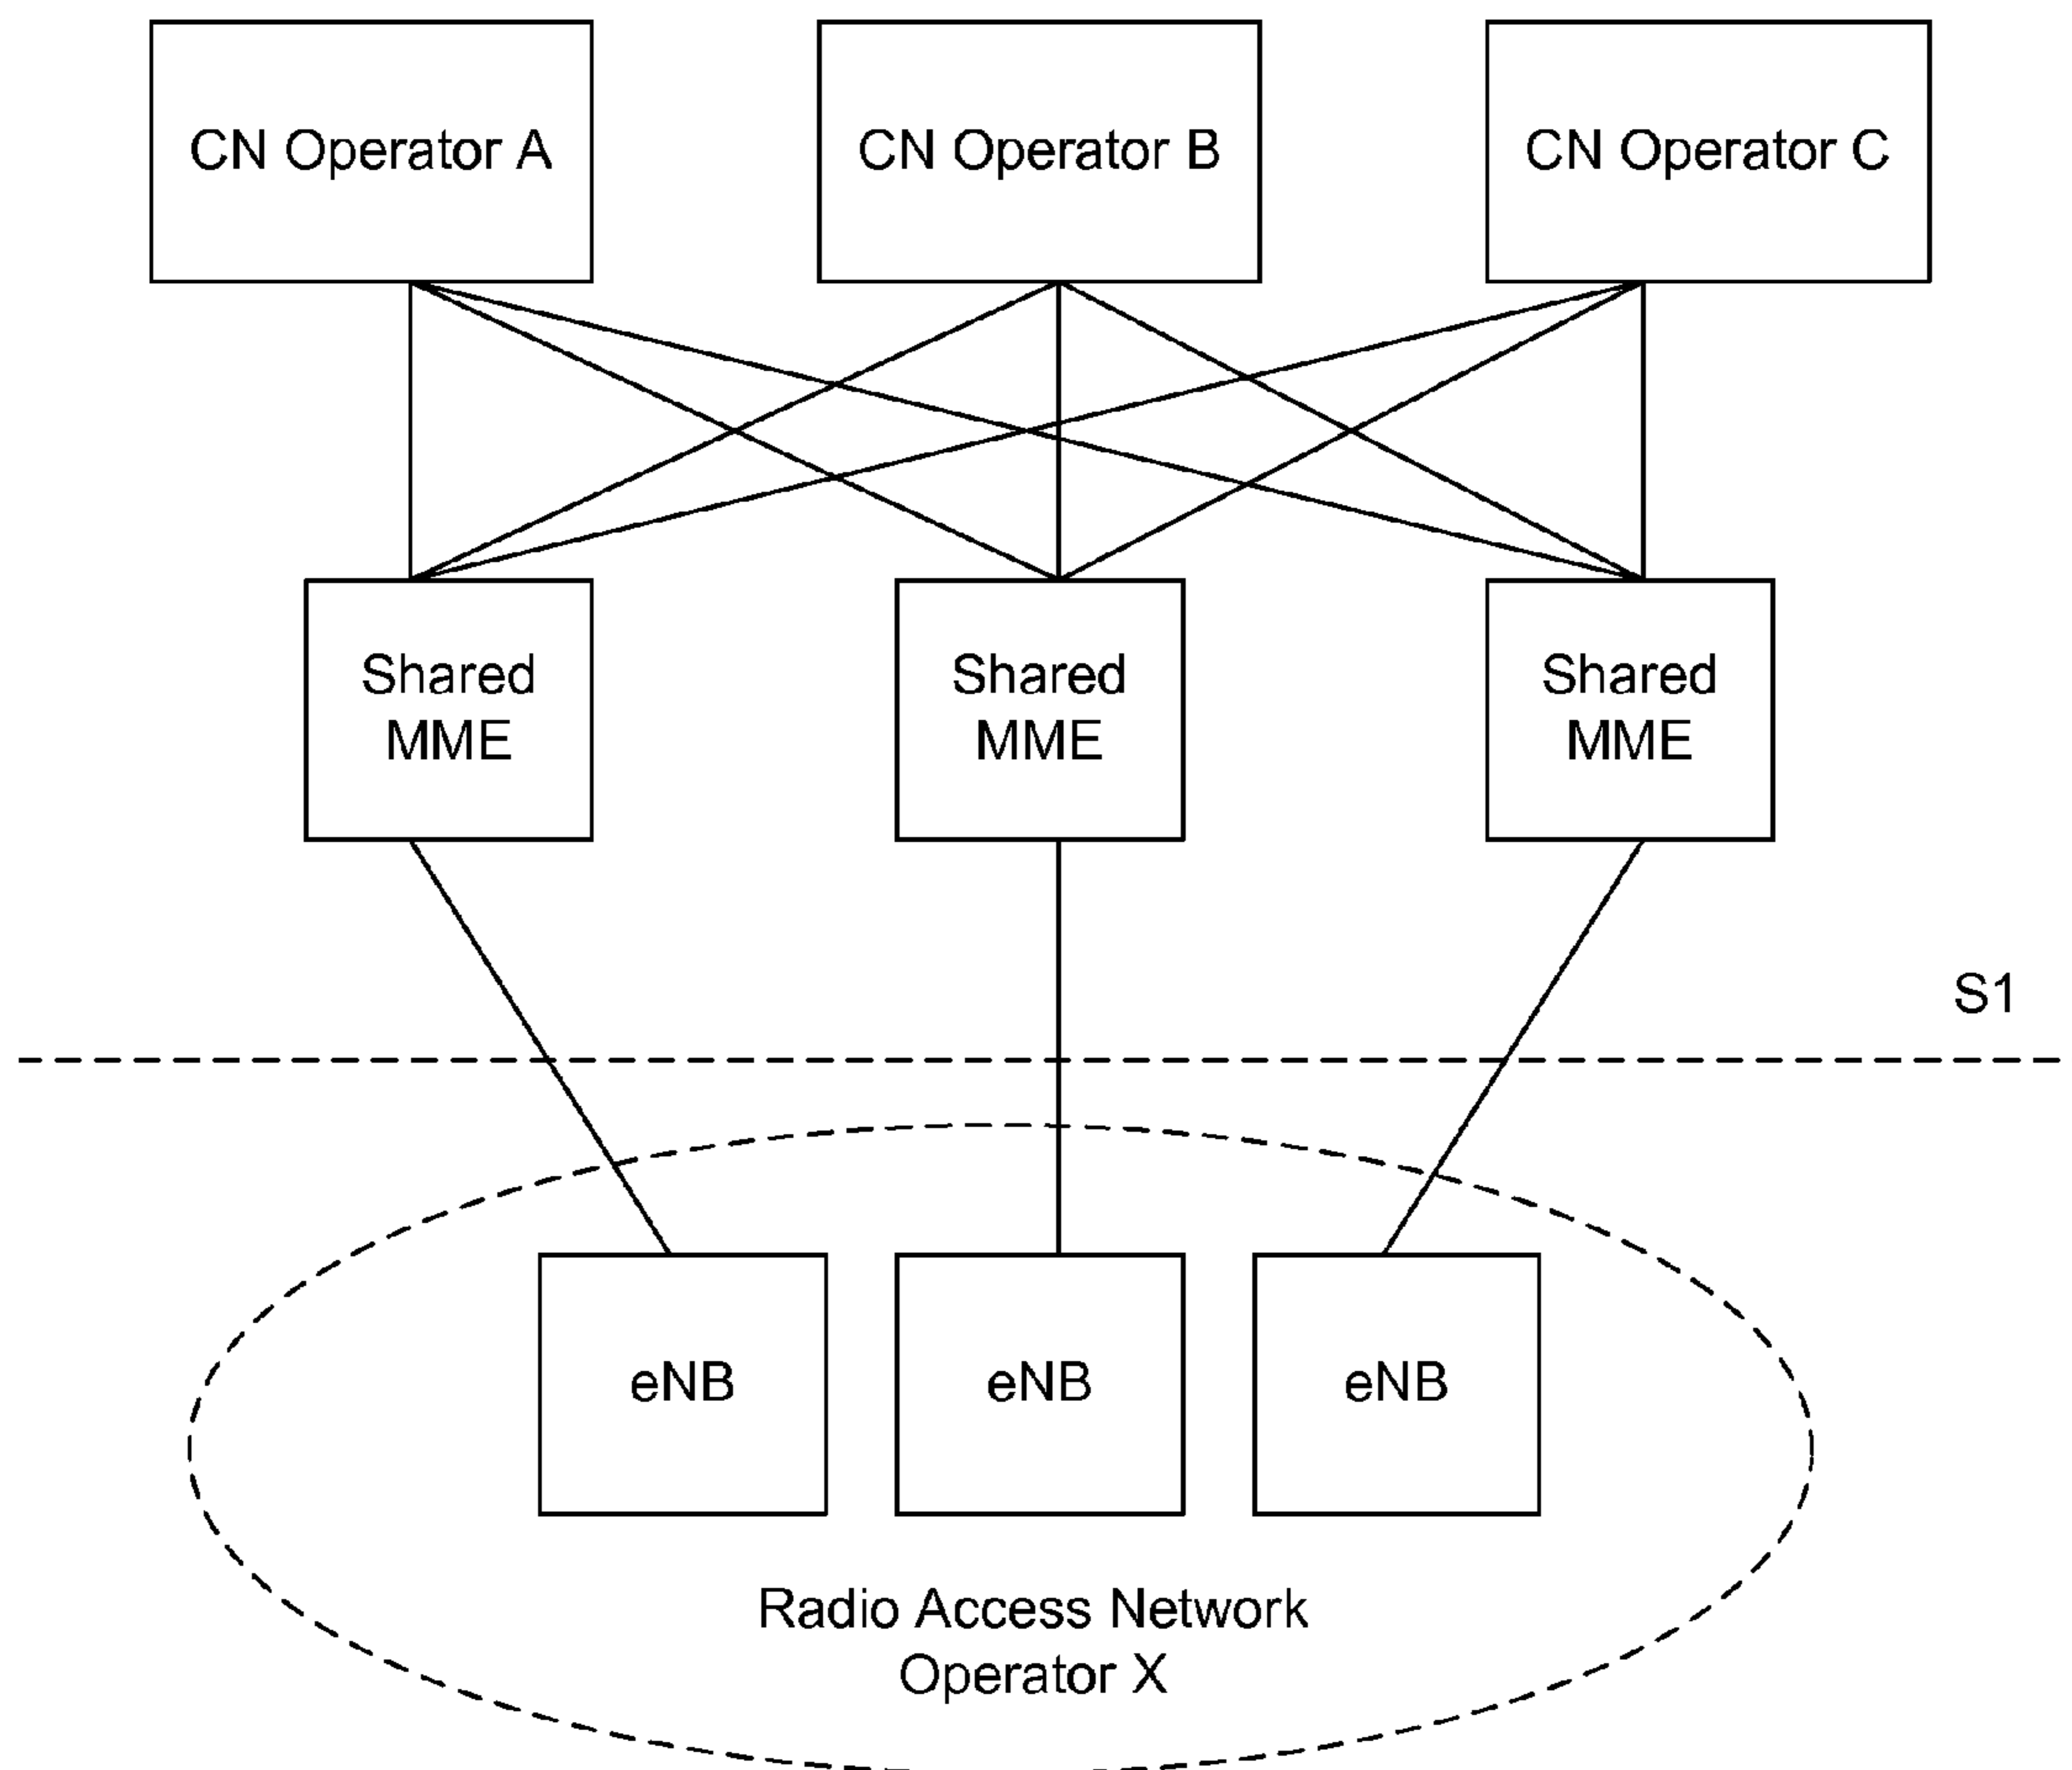 CN Operator A
CN Operator B
CN Operator C
Shared
MME
Shared
MME
Shared
MME
S1
eNB
eNB
eNB
Radio Access Network
Operator X